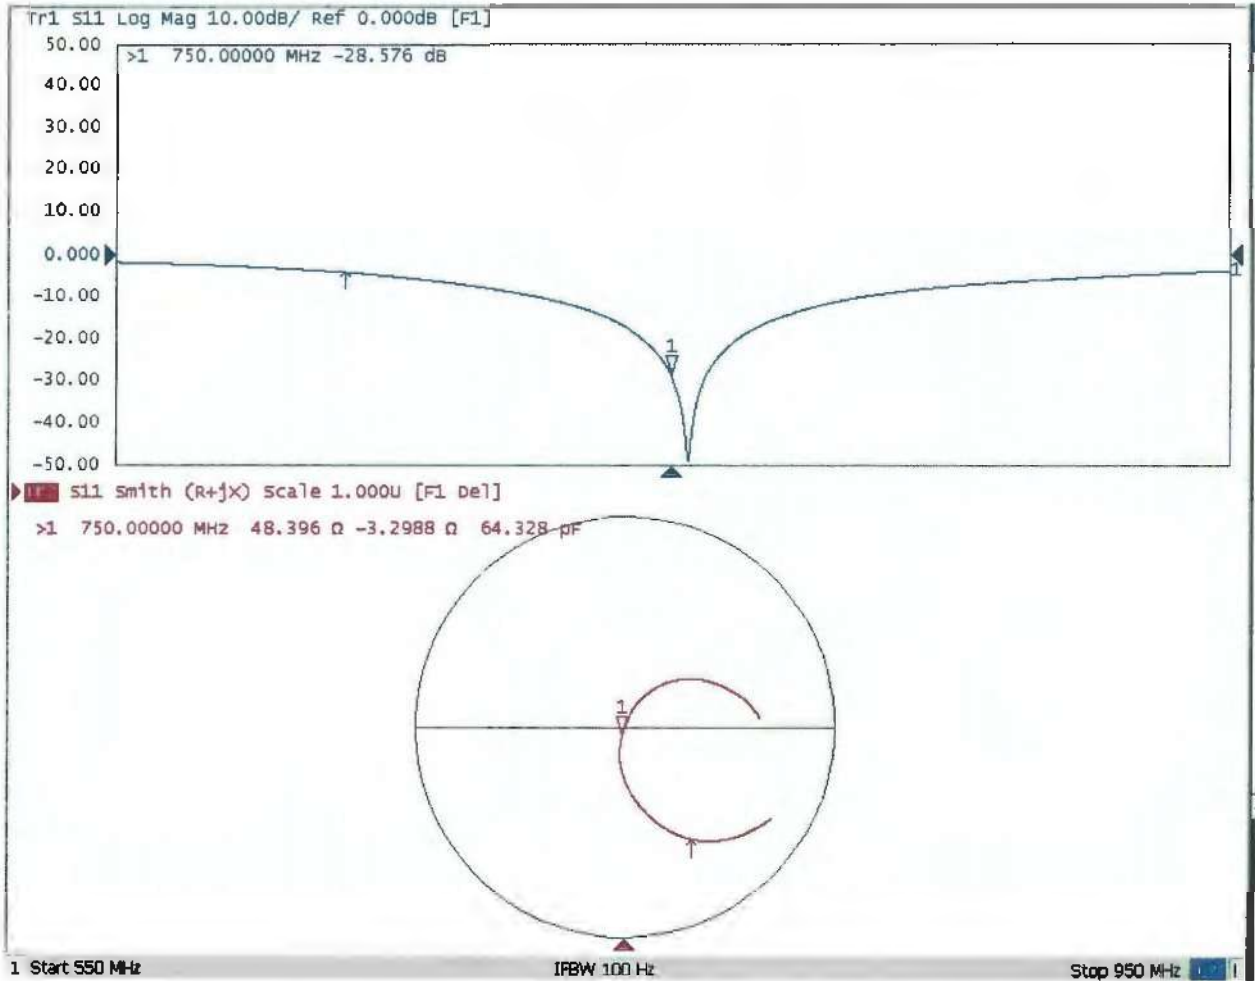 Tr1 S11 Log Mag 10.00dB/ Ref 0.000dB [F1]
50.00
>1 750.00000 MHz -28.576 dB
40.00
30.00
20.00
10.00
0.000
1
-10.00
-20.00
1
-30.00
-40.00
-50.00
S11 Smith (R+jX) Scale 1.000U [F1 Del]
>1 750.00000 MHz 48.396 Ω -3.2988 Ω 64.328 pF
1
1 Start 550 MHz IFBW 100 Hz Stop 950 MHz